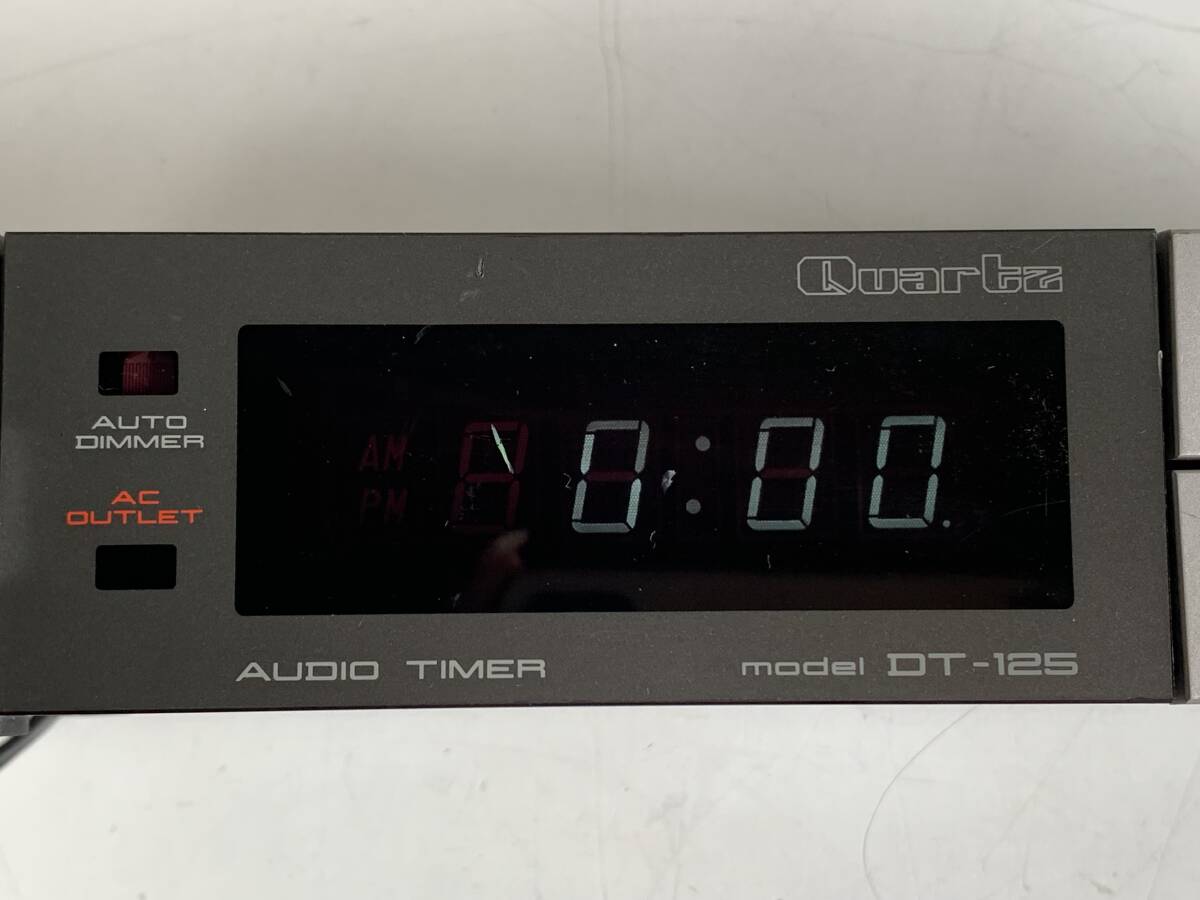 Quartz
AUTO
DIMMER
AC
OUTLET
AM
PM
0:00.
AUDIO TIMER
model DT-125